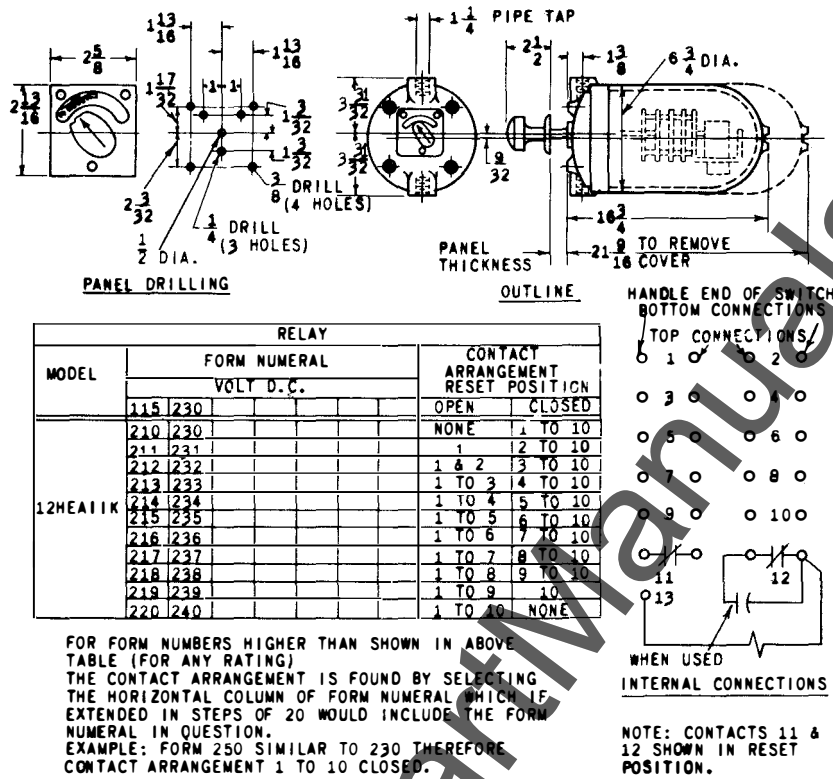 1 13/16
1 13/16
2 5/8
1 17/32
1 1
2 13/16
1 3/32
1 3/32
2 3/32
3/8 DRILL (4 HOLES)
1/4 DRILL (3 HOLES)
1/2 DIA.
PANEL DRILLING
1 1/4 PIPE TAP
2 1/2
1 3/8
6 3/4 DIA.
9/32
16 3/4
PANEL THICKNESS
21 9/16 TO REMOVE COVER
OUTLINE
RELAY
MODEL
FORM NUMERAL
VOLT D.C.
CONTACT
ARRANGEMENT
RESET POSITION
115 230 OPEN CLOSED
210 230 NONE 1 TO 10
211 231 1 2 TO 10
212 232 1 & 2 3 TO 10
213 233 1 TO 3 4 TO 10
214 234 1 TO 4 5 TO 10
12HEA11K
215 235 1 TO 5 6 TO 10
216 236 1 TO 6 7 TO 10
217 237 1 TO 7 8 TO 10
218 238 1 TO 8 9 TO 10
219 239 1 TO 9 10
220 240 1 TO 10 NONE
FOR FORM NUMBERS HIGHER THAN SHOWN IN ABOVE
TABLE (FOR ANY RATING)
THE CONTACT ARRANGEMENT IS FOUND BY SELECTING
THE HORIZONTAL COLUMN OF FORM NUMERAL WHICH IF
EXTENDED IN STEPS OF 20 WOULD INCLUDE THE FORM
NUMERAL IN QUESTION.
EXAMPLE: FORM 250 SIMILAR TO 230 THEREFORE
CONTACT ARRANGEMENT 1 TO 10 CLOSED.
HANDLE END OF SWITCH
BOTTOM CONNECTIONS
TOP CONNECTIONS
1 2
3 4
5 6
7 8
9 10
11 12
13
WHEN USED
INTERNAL CONNECTIONS
NOTE: CONTACTS 11 &
12 SHOWN IN RESET
POSITION.
artManuals